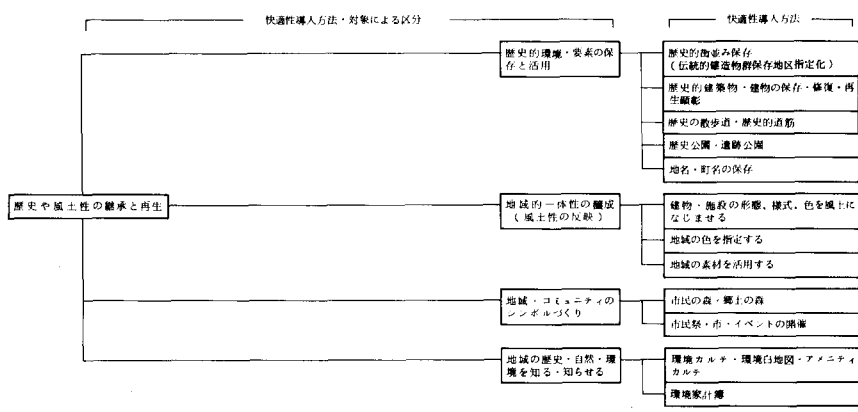 快適性導入方法・対象による区分
快適性導入方法
歴史や風土性の継承と再生
歴史的環境・要素の保
存と活用
歴史的街並み保存
(伝統的建造物群保存地区指定化)
歴史的建築物・建物の保存・修復・再
生顕彰
歴史の散歩道・歴史的道筋
歴史公園・遺跡公園
地名・町名の保存
地域的一体性の醸成
(風土性の反映)
建物・施設の形態、様式、色を風土に
なじませる
地域の色を指定する
地域の素材を活用する
地域・コミュニティの
シンボルづくり
市民の森・郷土の森
市民祭・市・イベントの開催
地域の歴史・自然・環
境を知る・知らせる
環境カルテ・環境白地図・アメニティ
カルテ
環境家計簿